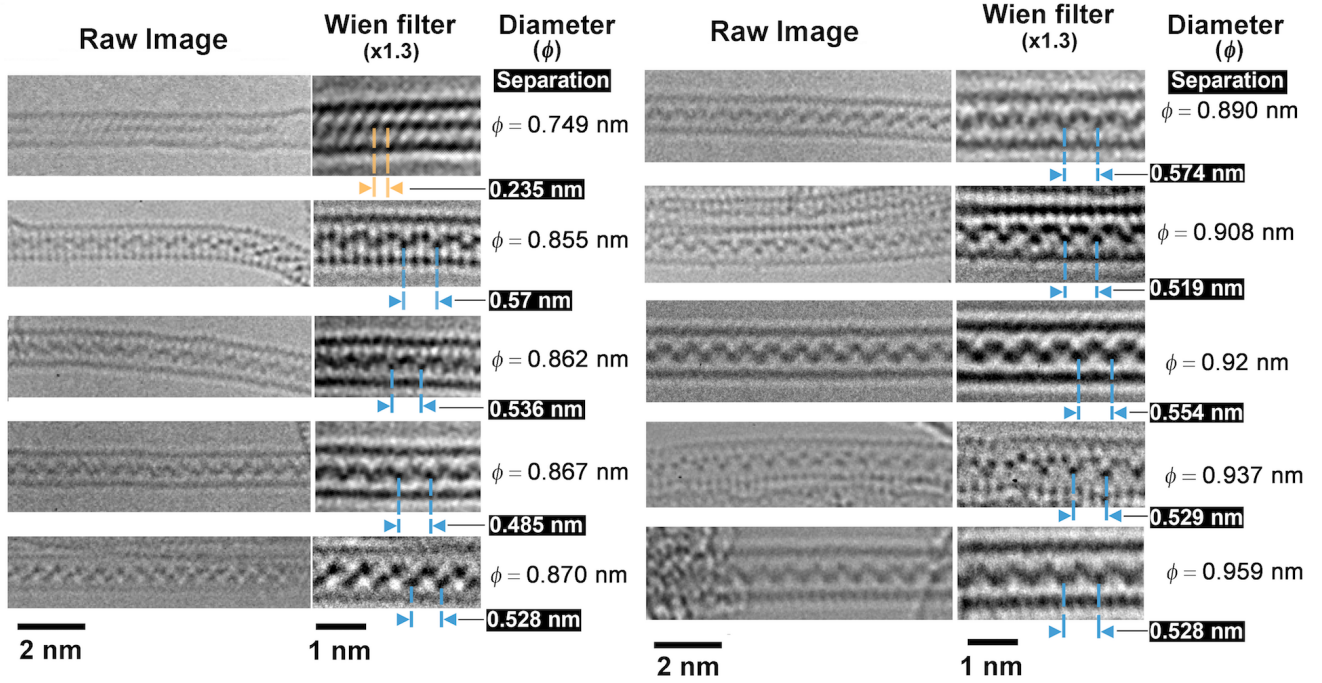 Raw Image
Wien filter
(x1.3)
Diameter
(ϕ)
Separation
ϕ = 0.749 nm
0.235 nm
ϕ = 0.855 nm
0.57 nm
ϕ = 0.862 nm
0.536 nm
ϕ = 0.867 nm
0.485 nm
ϕ = 0.870 nm
0.528 nm
2 nm
1 nm
Raw Image
Wien filter
(x1.3)
Diameter
(ϕ)
Separation
ϕ = 0.890 nm
0.574 nm
ϕ = 0.908 nm
0.519 nm
ϕ = 0.92 nm
0.554 nm
ϕ = 0.937 nm
0.529 nm
ϕ = 0.959 nm
0.528 nm
2 nm
1 nm